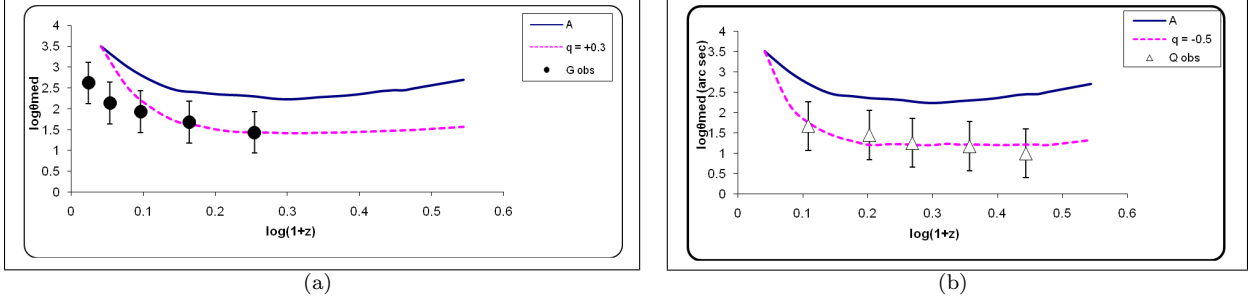 4
3.5
3
2.5
2
1.5
1
0.5
0
logθmed
0 0.1 0.2 0.3 0.4 0.5 0.6
log(1+z)
A
q = +0.3
G obs
(a)
4
3.5
3
2.5
2
1.5
1
0.5
0
logθmed (arc sec)
0 0.1 0.2 0.3 0.4 0.5 0.6
log(1+z)
A
q = -0.5
Q obs
(b)